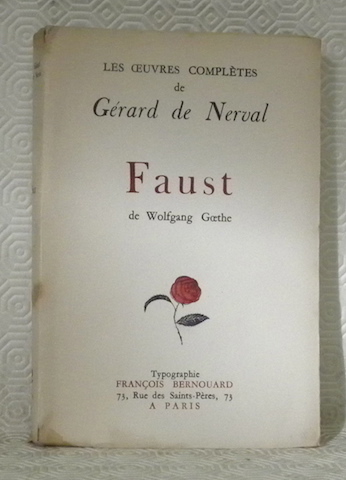 LES ŒUVRES COMPLÈTES
de
Gérard de Nerval
Faust
de Wolfgang Gœthe
Typographie
FRANÇOIS BERNOUARD
73, Rue des Saints-Pères, 73
A PARIS